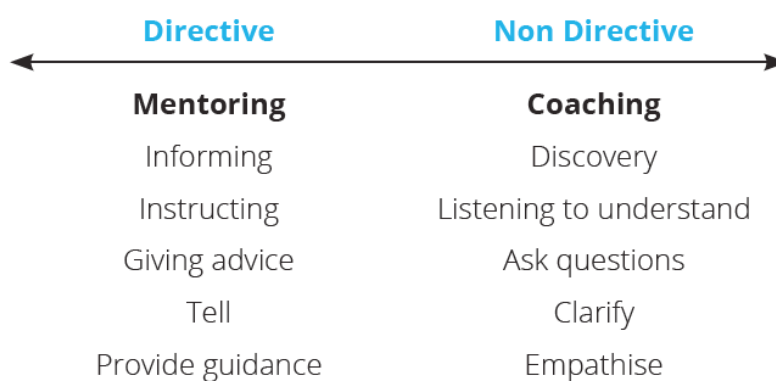 Directive
Non Directive
Mentoring
Informing
Instructing
Giving advice
Tell
Provide guidance
Coaching
Discovery
Listening to understand
Ask questions
Clarify
Empathise